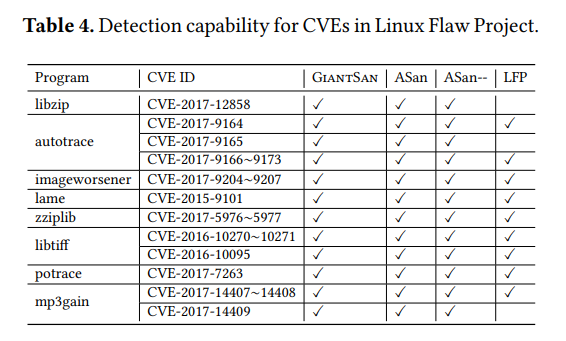 Table 4. Detection capability for CVEs in Linux Flaw Project.
Program CVE ID GIANTSAN ASan ASan-- LFP
libzip CVE-2017-12858 ✓ ✓ ✓
autotrace CVE-2017-9164 ✓ ✓ ✓ ✓
CVE-2017-9165 ✓ ✓ ✓
CVE-2017-9166~9173 ✓ ✓ ✓ ✓
imageworsener CVE-2017-9204~9207 ✓ ✓ ✓ ✓
lame CVE-2015-9101 ✓ ✓ ✓ ✓
zziplib CVE-2017-5976~5977 ✓ ✓ ✓ ✓
libtiff CVE-2016-10270~10271 ✓ ✓ ✓ ✓
CVE-2016-10095 ✓ ✓ ✓ ✓
potrace CVE-2017-7263 ✓ ✓ ✓ ✓
mp3gain CVE-2017-14407~14408 ✓ ✓ ✓ ✓
CVE-2017-14409 ✓ ✓ ✓